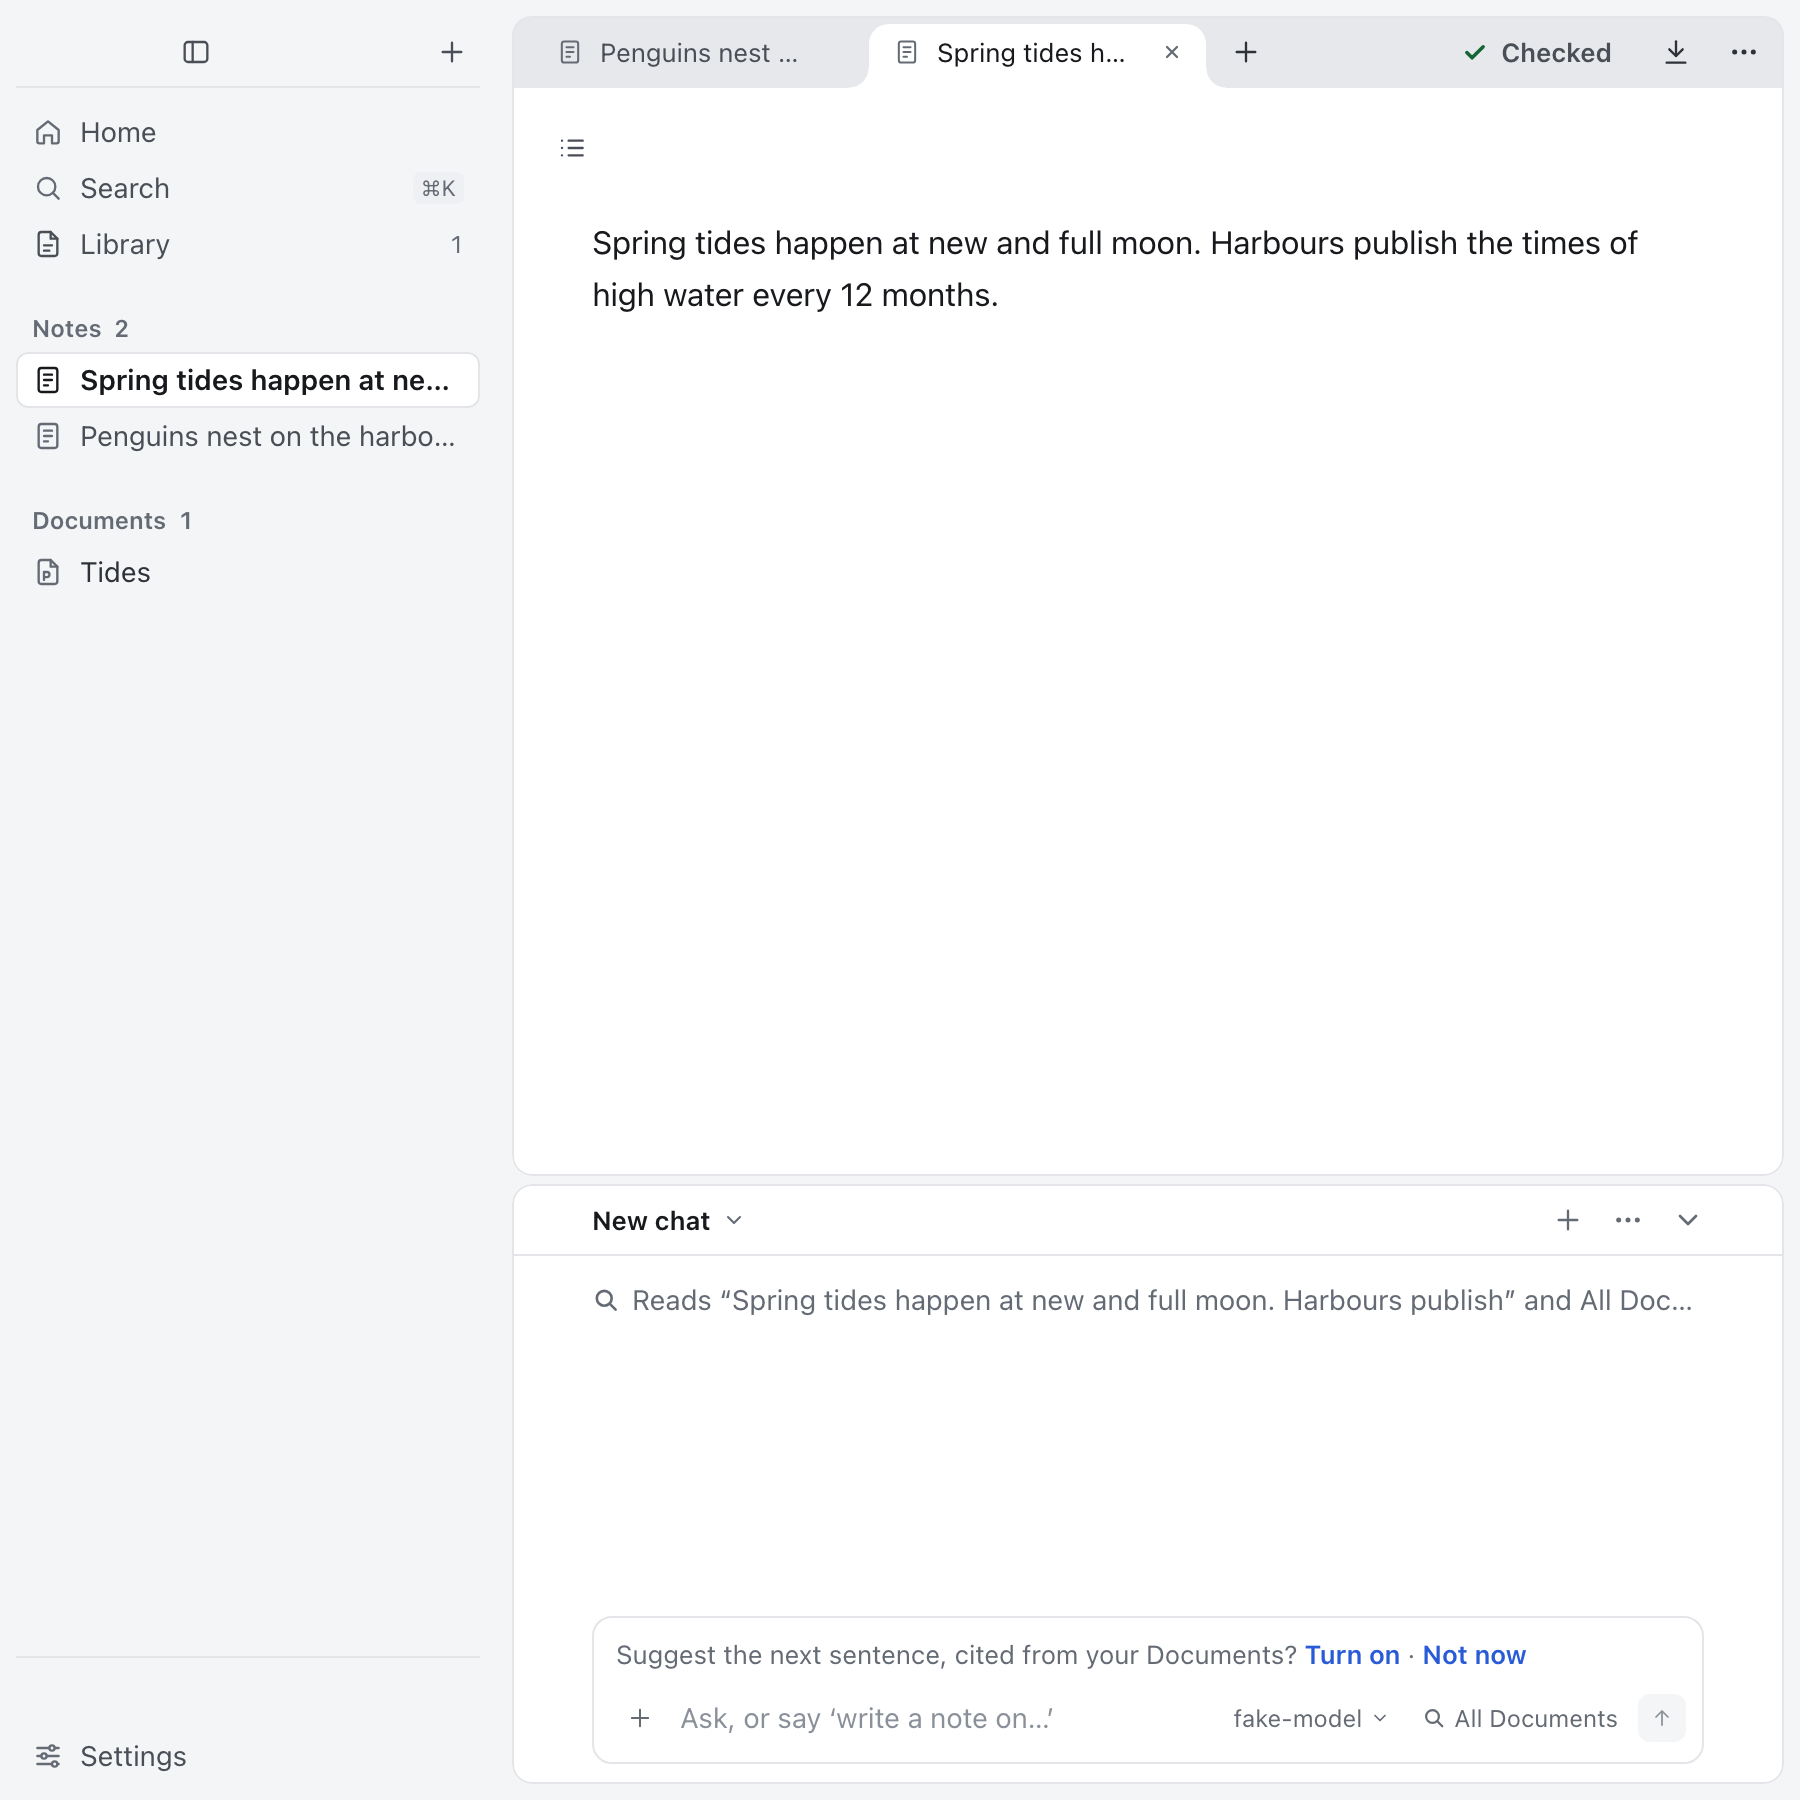 Penguins nest ...
Spring tides h...
Checked
Home
Search ⌘K
Library 1
Notes 2
Spring tides happen at ne...
Penguins nest on the harbo...
Documents 1
Tides
Settings
Spring tides happen at new and full moon. Harbours publish the times of
high water every 12 months.
New chat
Reads “Spring tides happen at new and full moon. Harbours publish” and All Doc...
Suggest the next sentence, cited from your Documents? Turn on · Not now
Ask, or say ‘write a note on...’
fake-model
All Documents